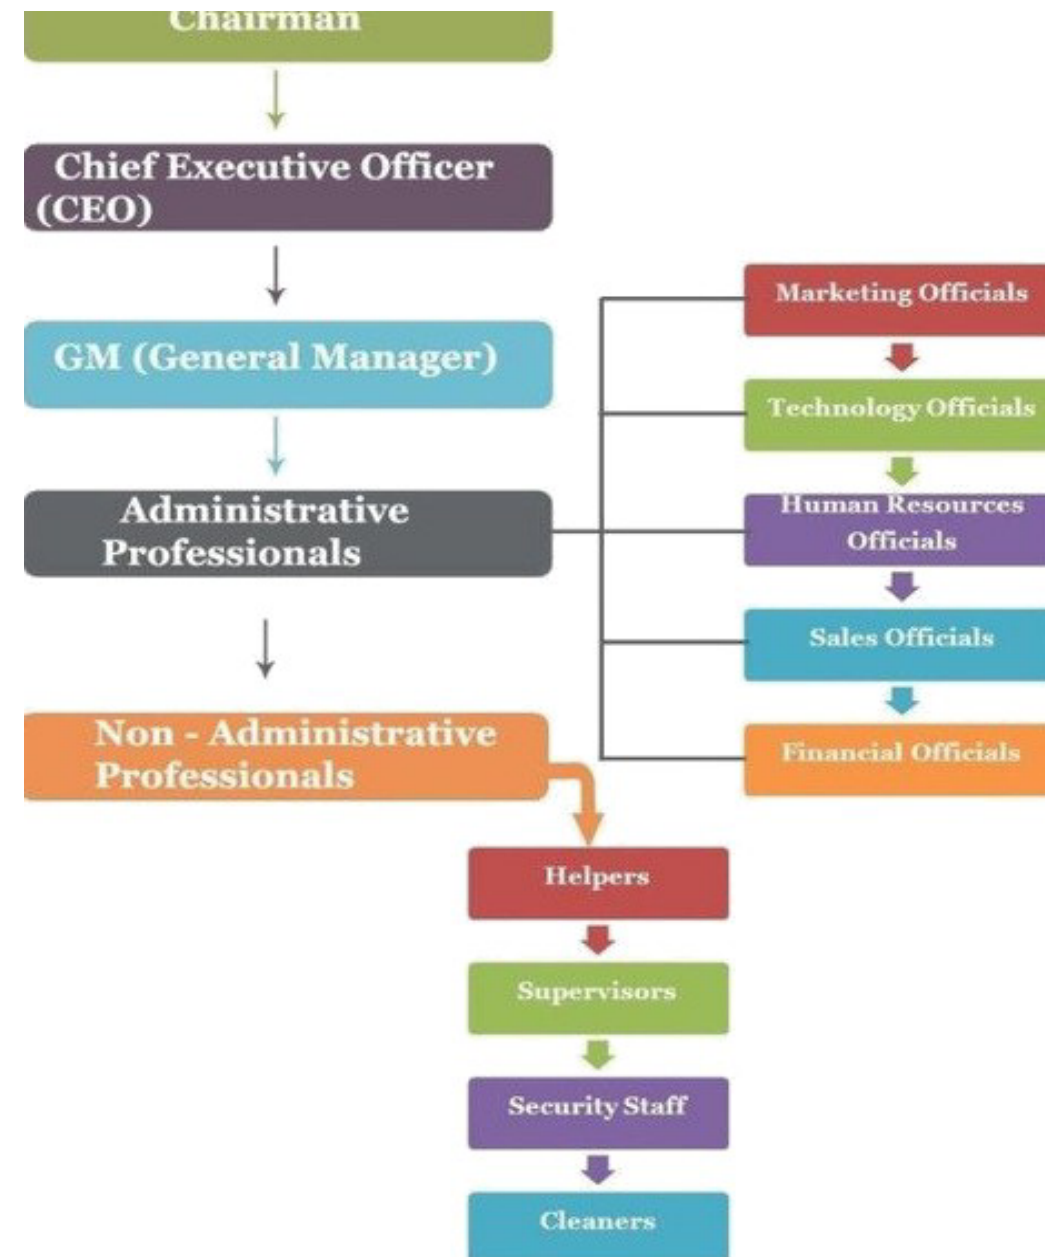 Chairman
Chief Executive Officer
(CEO)
GM (General Manager)
Administrative
Professionals
Non - Administrative
Professionals
Marketing Officials
Technology Officials
Human Resources
Officials
Sales Officials
Financial Officials
Helpers
Supervisors
Security Staff
Cleaners